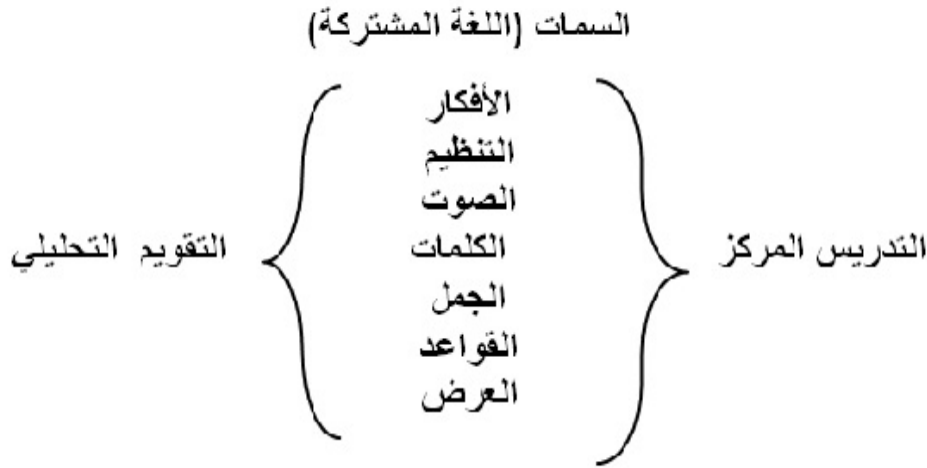 السمات (اللغة المشتركة)
الأفكار
التنظيم
الصوت
الكلمات
الجمل
القواعد
العرض
التدريس المركز
التقويم التحليلي